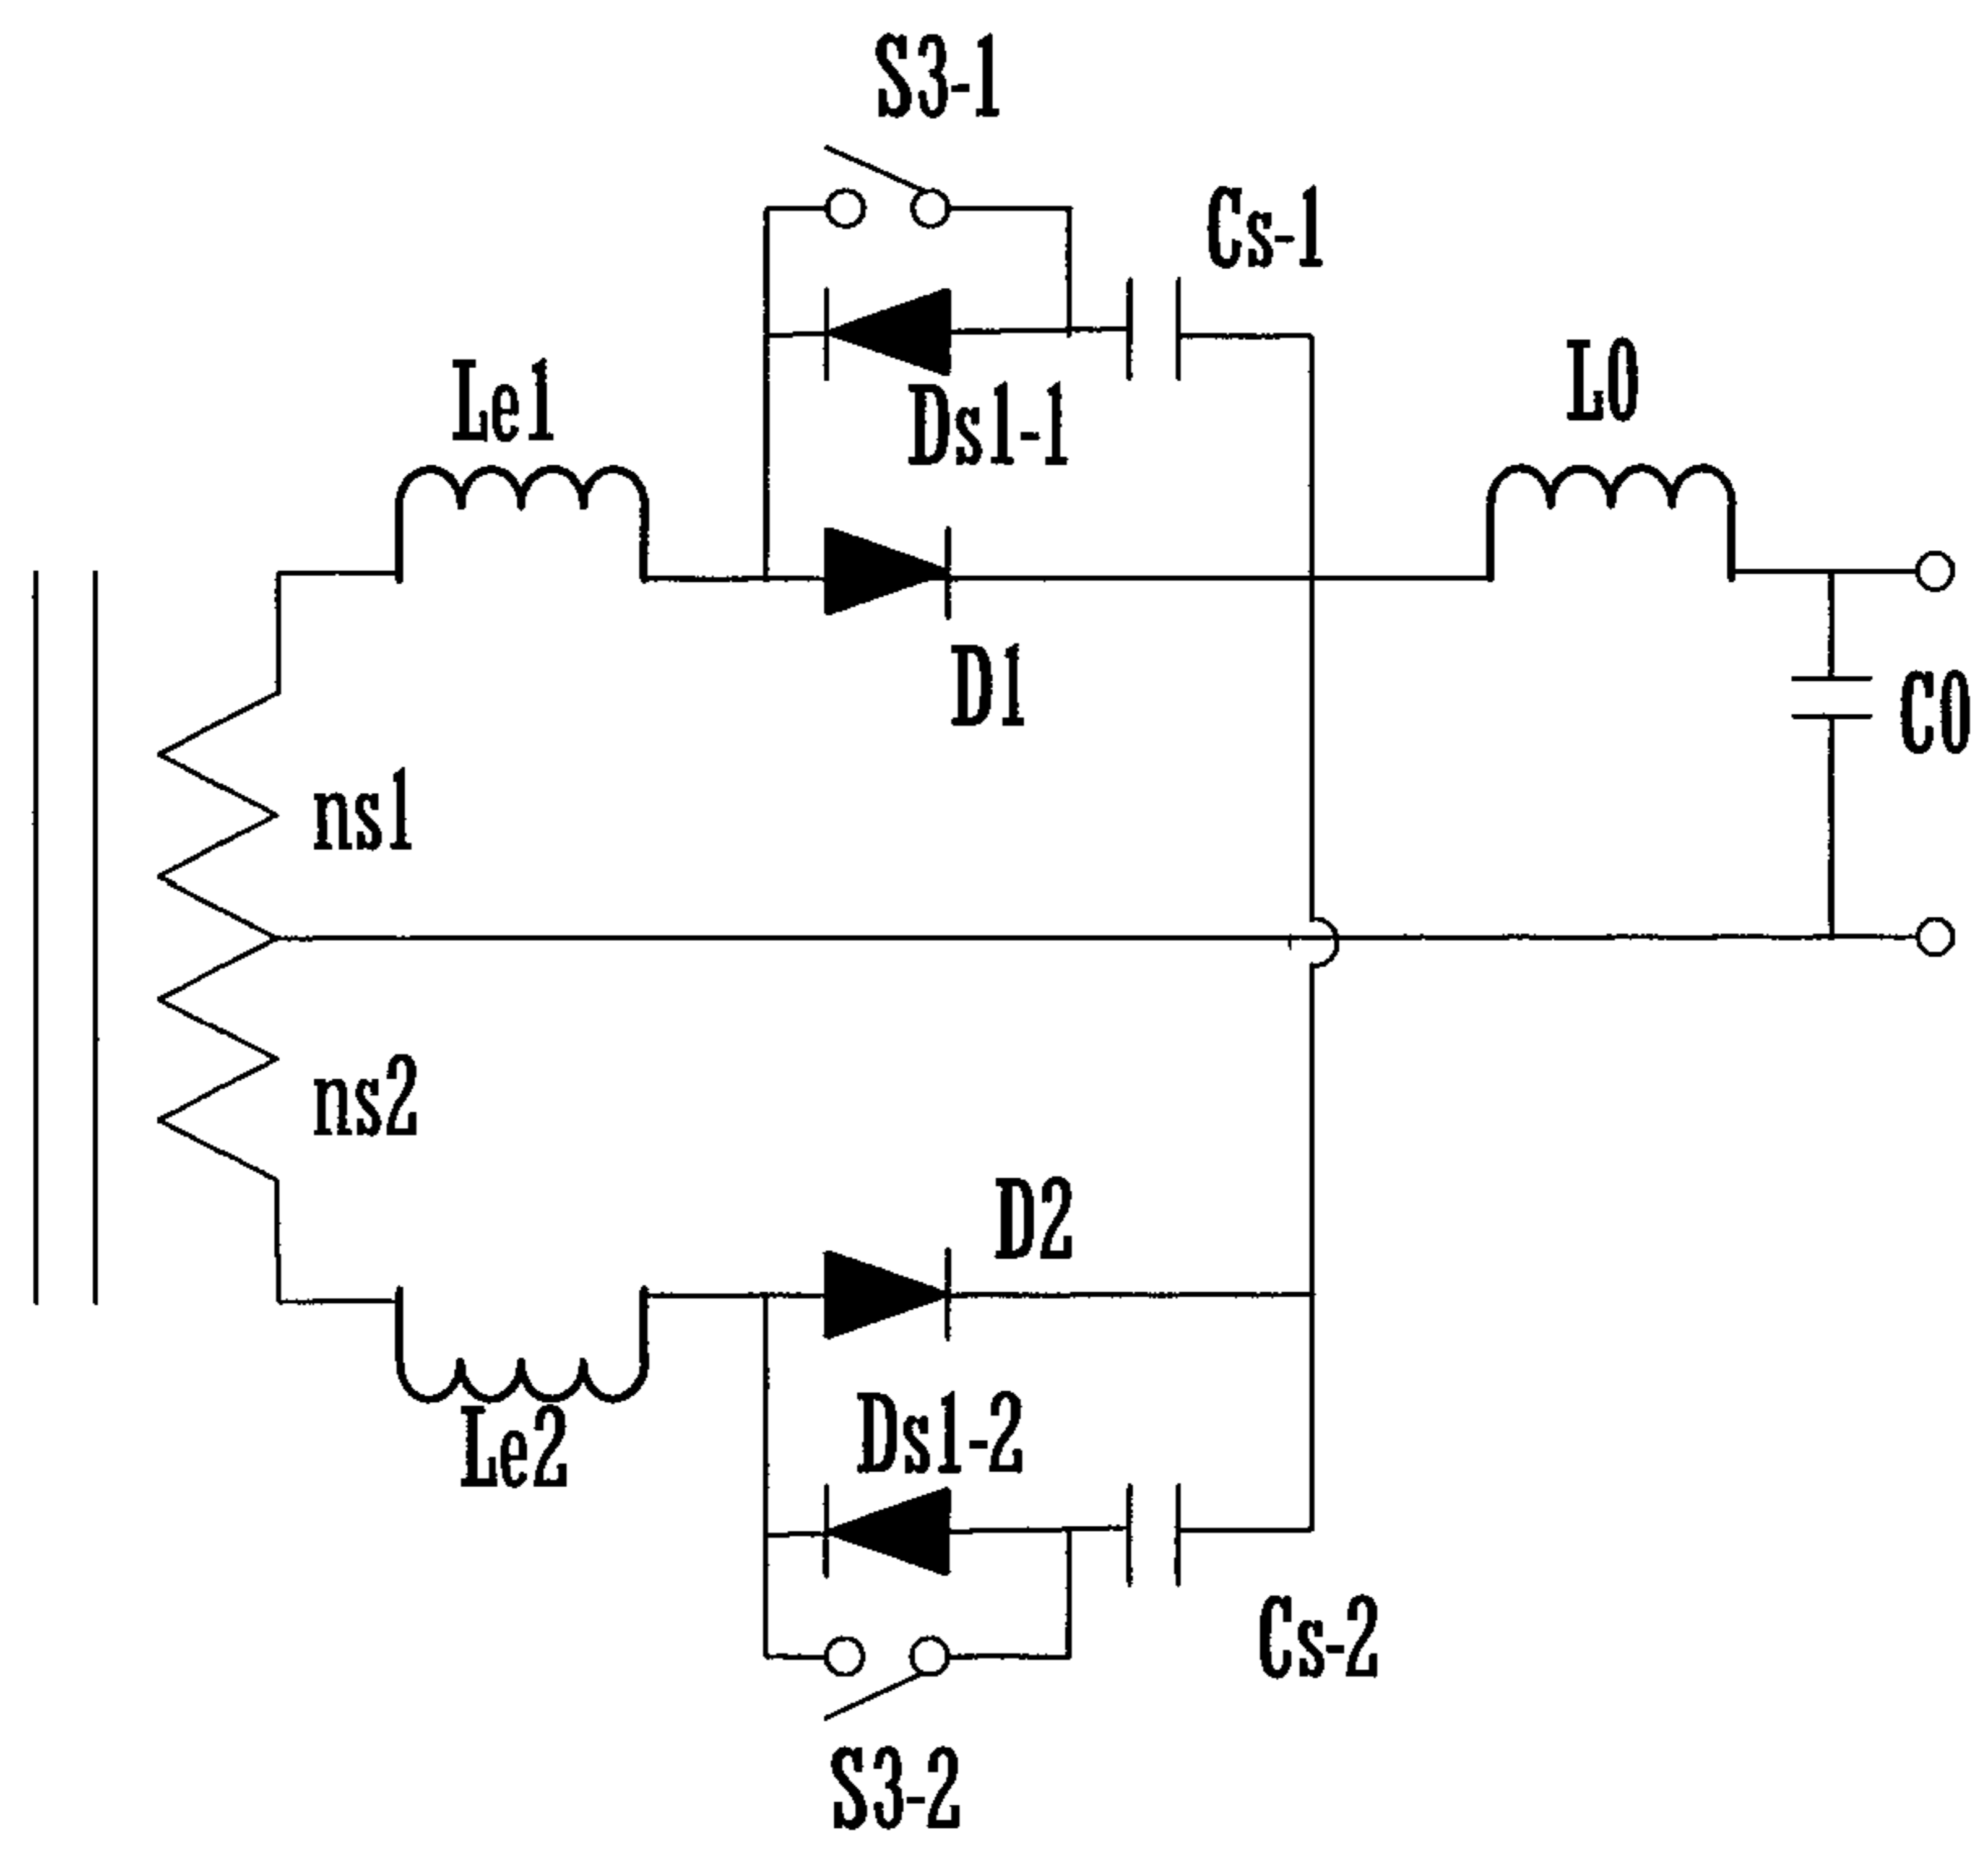 S3-1
Cs-1
Ds1-1
Le1
L0
D1
C0
ns1
ns2
D2
Ds1-2
Le2
Cs-2
S3-2